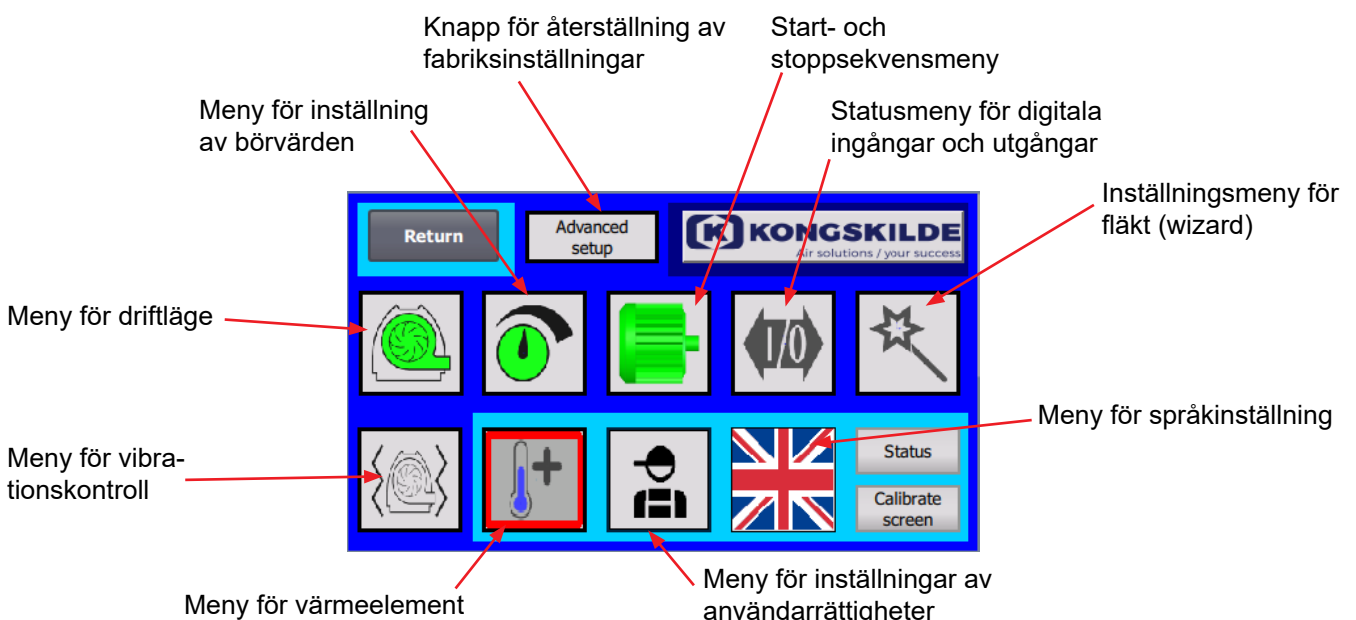 Knapp för återställning av
fabriksinställningar
Start- och
stoppsekvensmeny
Meny för inställning
av börvärden
Statusmeny för digitala
ingångar och utgångar
Inställningsmeny för
fläkt (wizard)
Return
Advanced
setup
K KONGSKILDE
Air solutions / your success
Meny för driftläge
I/O
Meny för språkinställning
Meny för vibra-
tionskontroll
Status
Calibrate
screen
Meny för värmeelement
Meny för inställningar av
användarrättigheter